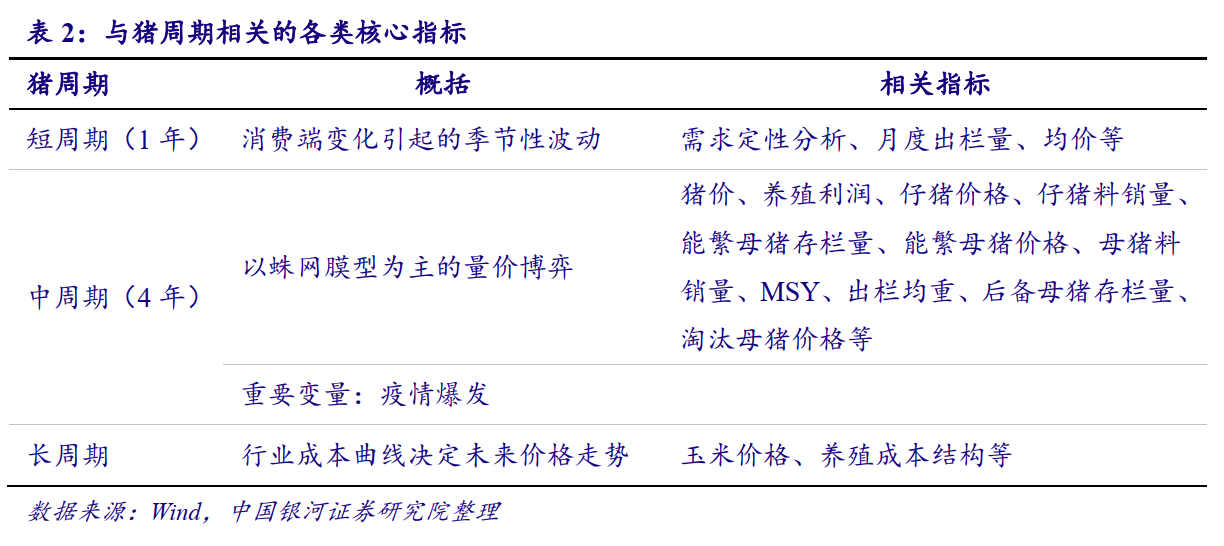 表 2：与猪周期相关的各类核心指标
猪周期 概括 相关指标
短周期（1 年） 消费端变化引起的季节性波动 需求定性分析、月度出栏量、均价等
中周期（4 年） 以蛛网膜型为主的量价博弈 猪价、养殖利润、仔猪价格、仔猪料销量、
能繁母猪存栏量、能繁母猪价格、母猪料
销量、MSY、出栏均重、后备母猪存栏量、
淘汰母猪价格等
重要变量：疫情爆发
长周期 行业成本曲线决定未来价格走势 玉米价格、养殖成本结构等
数据来源：Wind，中国银河证券研究院整理